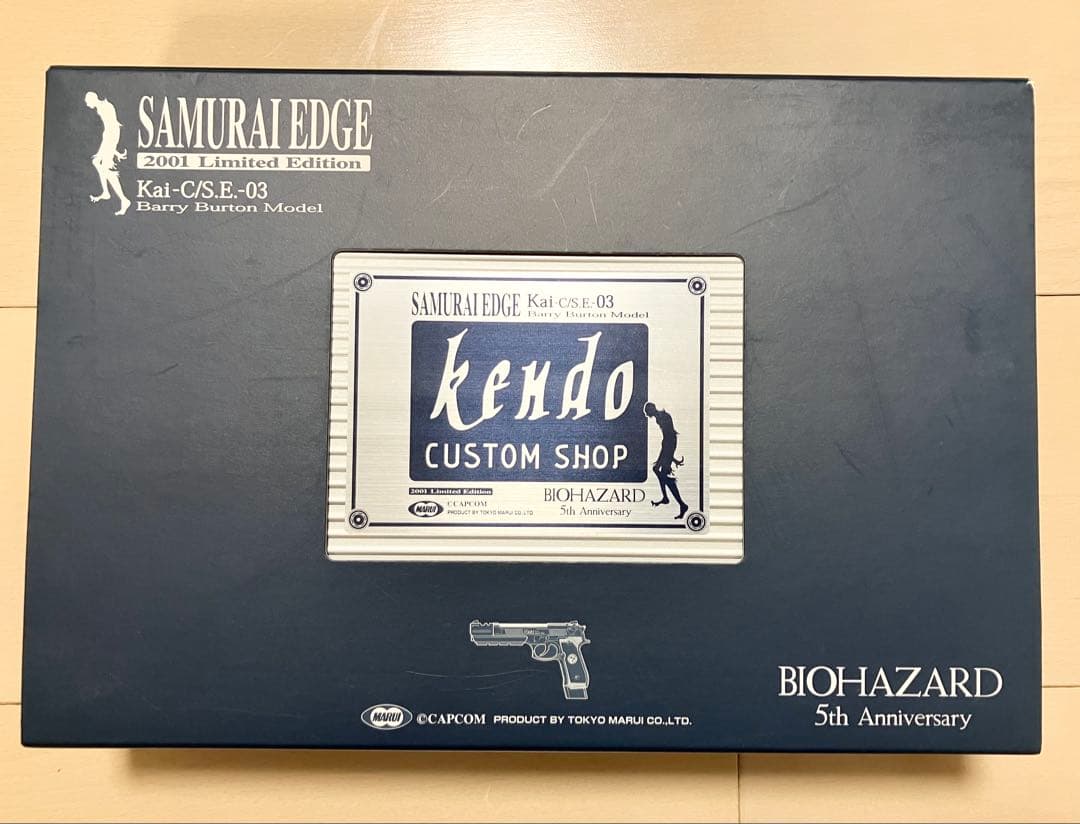 SAMURAI EDGE
2001 Limited Edition
Kai-C/S.E.-03
Barry Burton Model
SAMURAI EDGE Kai-C/S.E.-03
Barry Burton Model
kendo
CUSTOM SHOP
2001 Limited Edition
BIOHAZARD
5th Anniversary
MARUI ©CAPCOM
PRODUCT BY TOKYO MARUI CO.,LTD.
MARUI ©CAPCOM PRODUCT BY TOKYO MARUI CO.,LTD.
BIOHAZARD
5th Anniversary